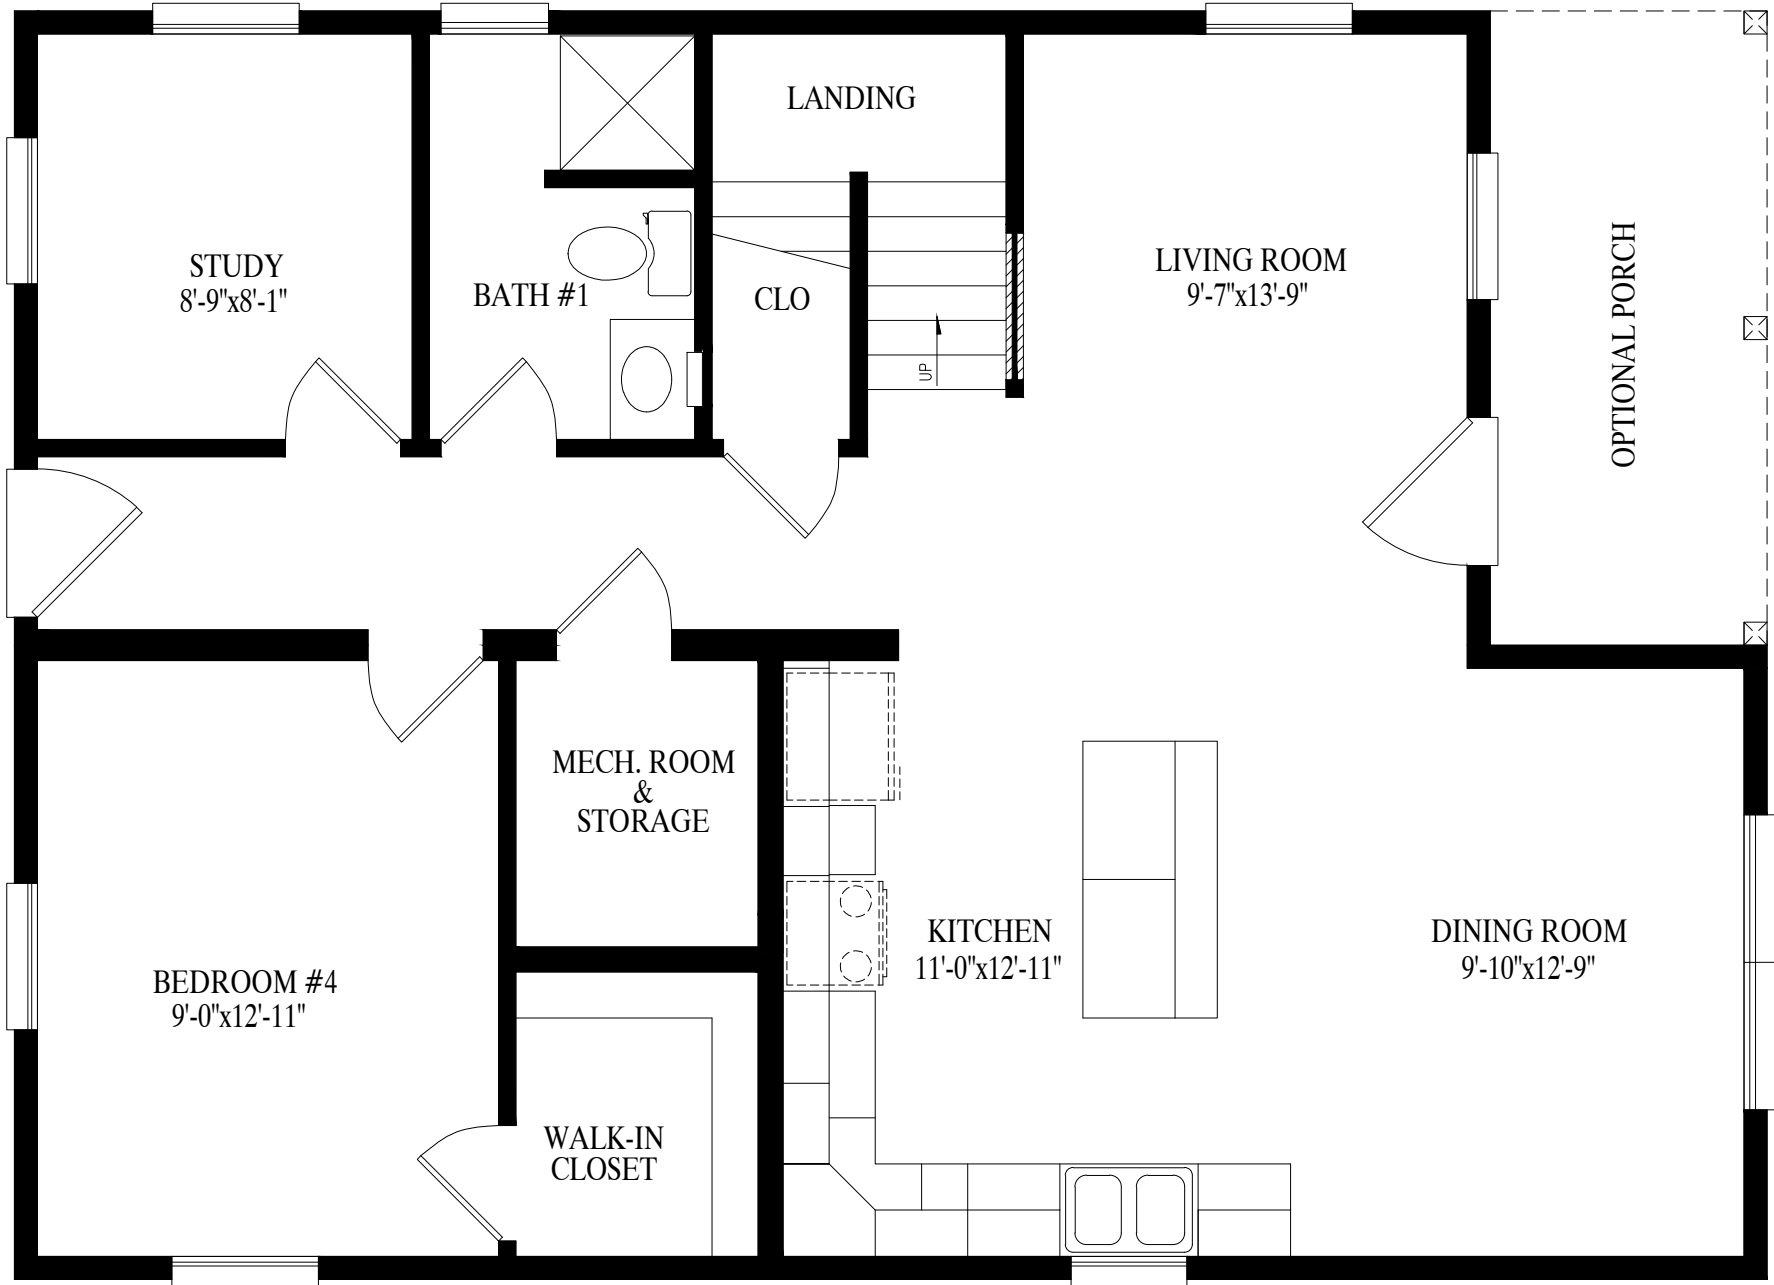 LANDING
STUDY
8'-9"x8'-1"
BATH #1
CLO
UP
LIVING ROOM
9'-7"x13'-9"
OPTIONAL PORCH
MECH. ROOM
&
STORAGE
KITCHEN
11'-0"x12'-11"
DINING ROOM
9'-10"x12'-9"
BEDROOM #4
9'-0"x12'-11"
WALK-IN
CLOSET